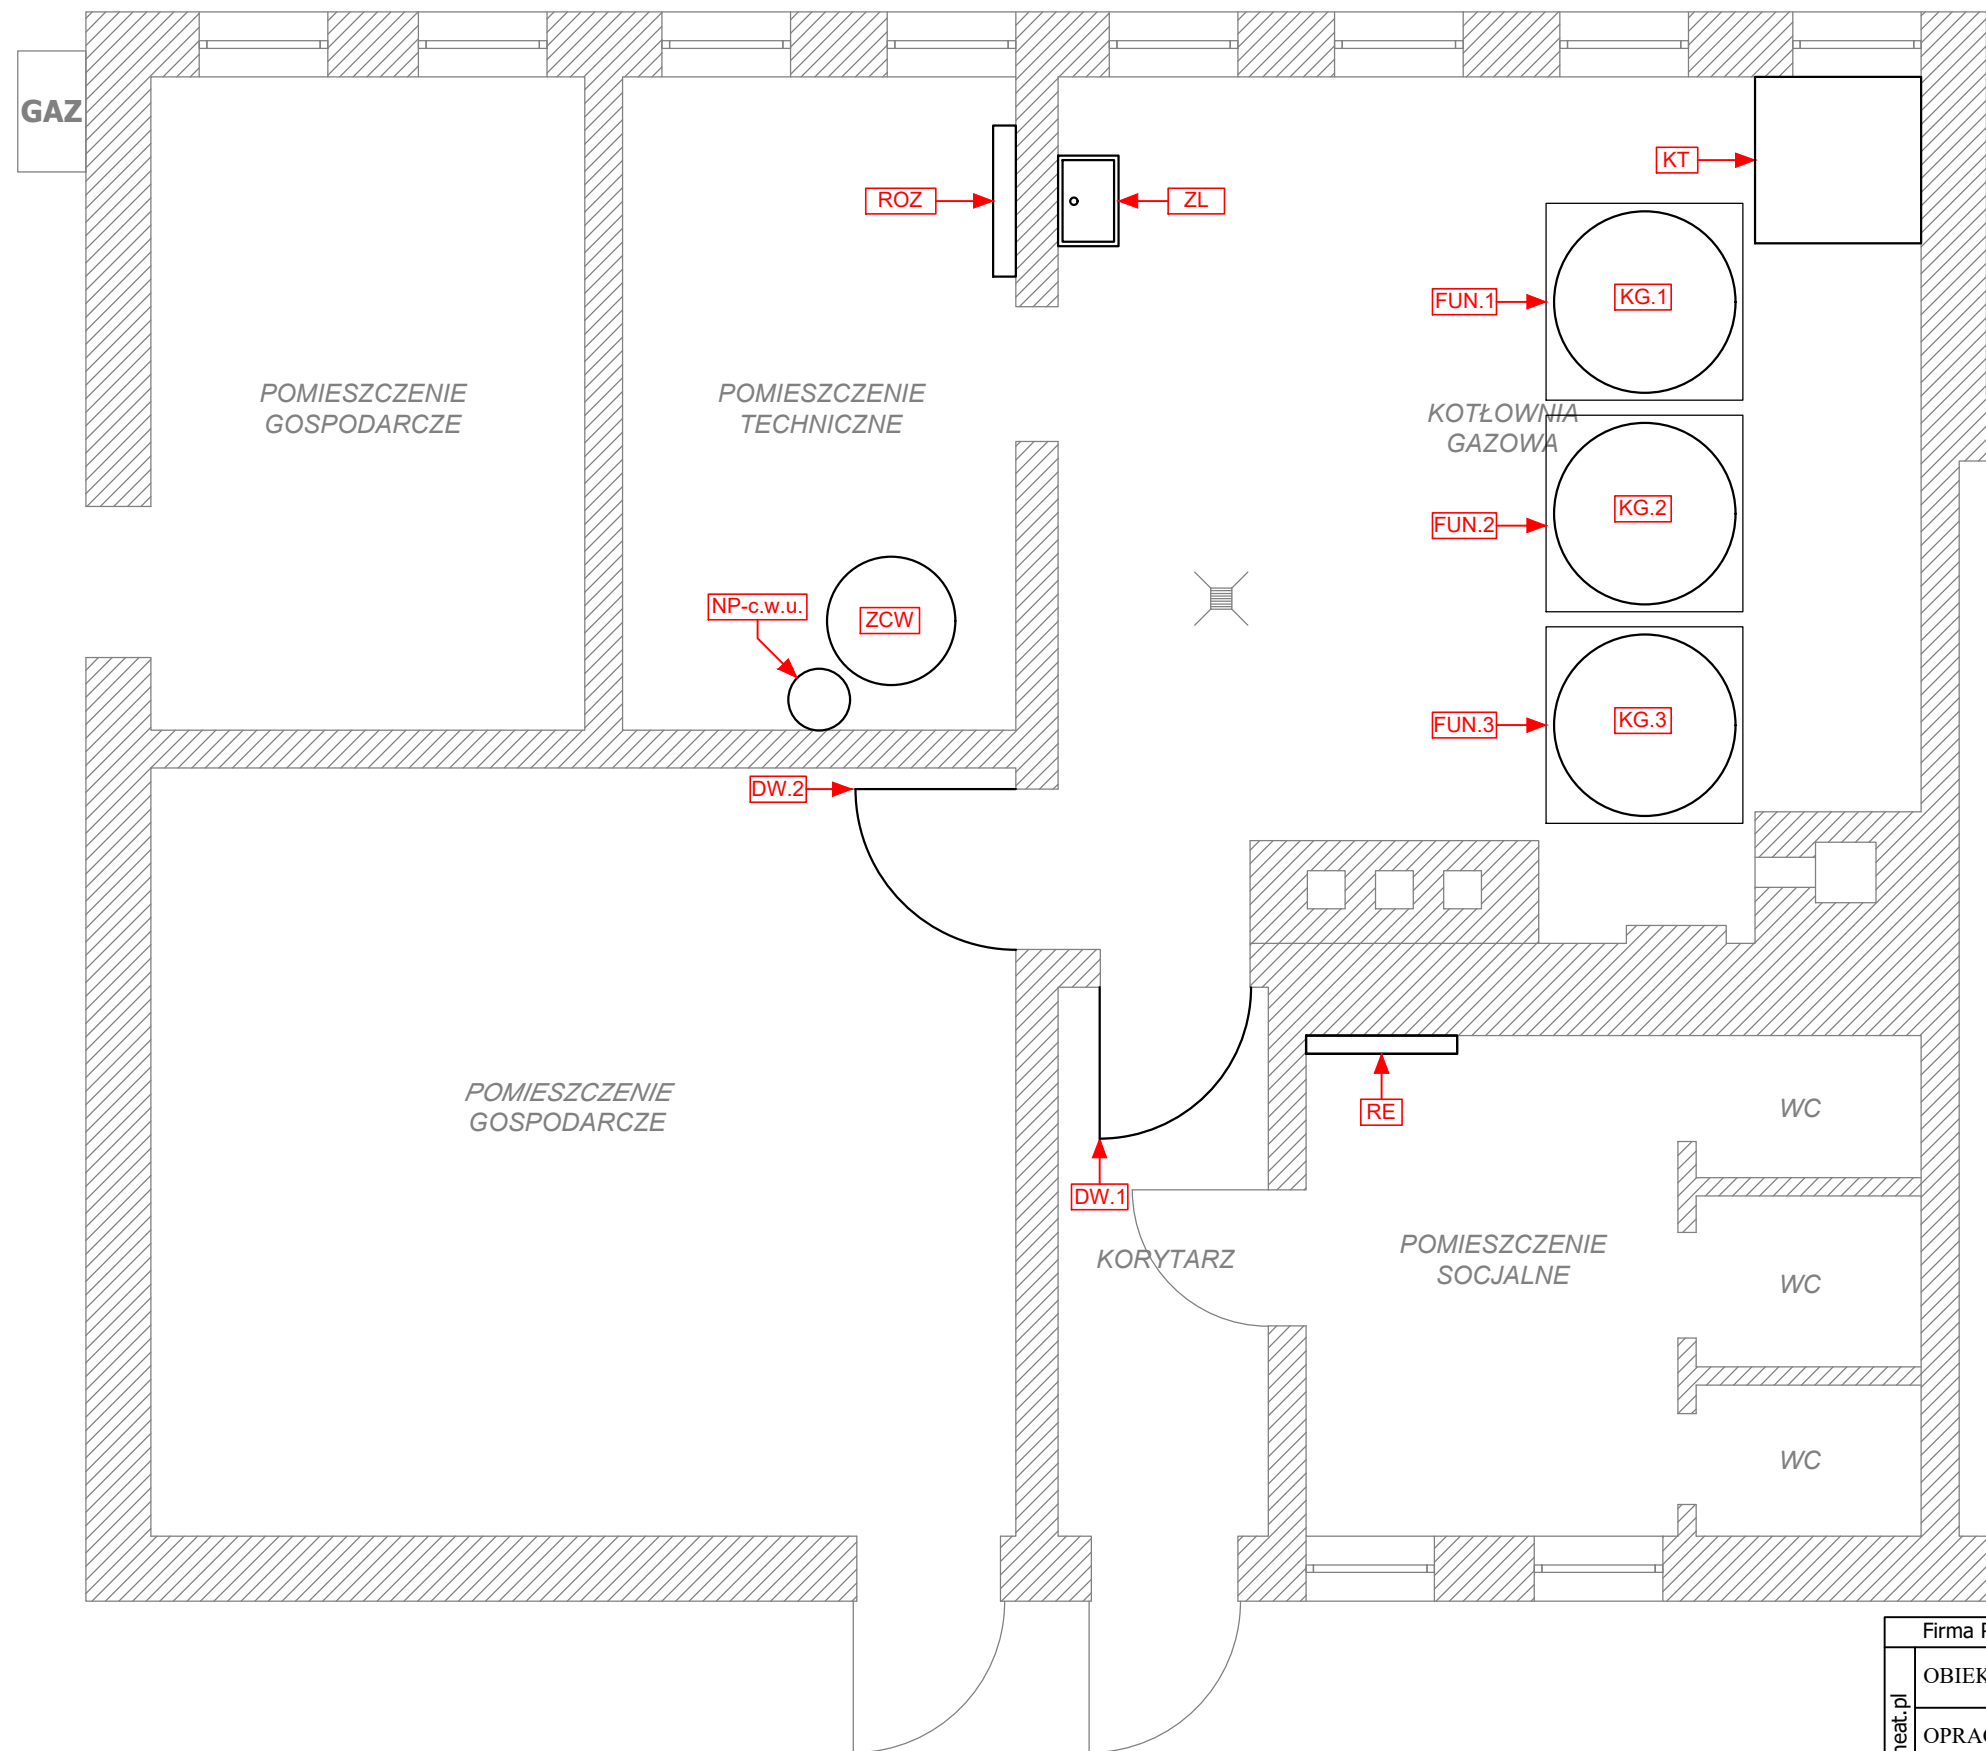 GAZ
KT
ROZ
ZL
FUN.1
KG.1
POMIESZCZENIE
GOSPODARCZE
POMIESZCZENIE
TECHNICZNE
KOTŁOWNIA
GAZOWA
FUN.2
KG.2
NP-c.w.u.
ZCW
FUN.3
KG.3
DW.2
POMIESZCZENIE
GOSPODARCZE
RE
WC
DW.1
KORYTARZ
POMIESZCZENIE
SOCJALNE
WC
WC
Firma
OBIEK
OPRA
heat.pl